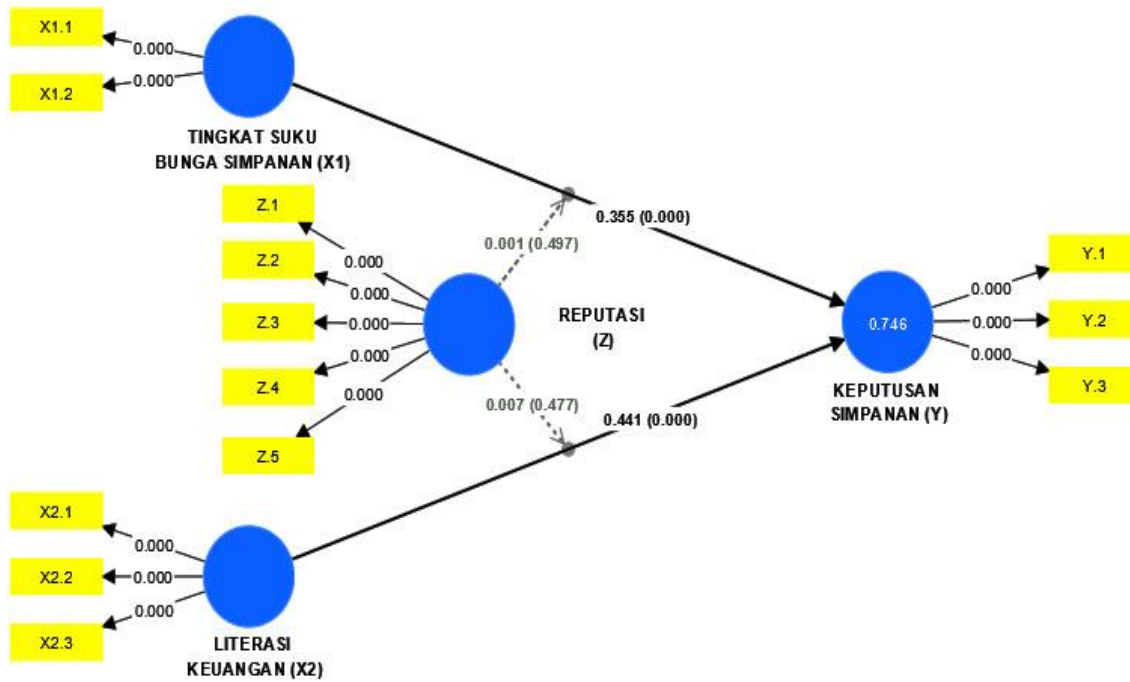 X1.1
0.000
0.000
X1.2
TINGKAT SUKU
BUNGA SIMPANAN (X1)
Z.1
0.000
Z.2
0.000
Z.3
0.000
Z.4
0.000
Z.5
0.000
0.001 (0.497)
0.355 (0.000)
REPUTASI
(Z)
0.007 (0.477)
0.441 (0.000)
0.746
KEPUTUSAN
SIMPANAN (Y)
Y.1
0.000
Y.2
0.000
Y.3
0.000
X2.1
0.000
X2.2
0.000
X2.3
0.000
LITERASI
KEUANGAN (X2)